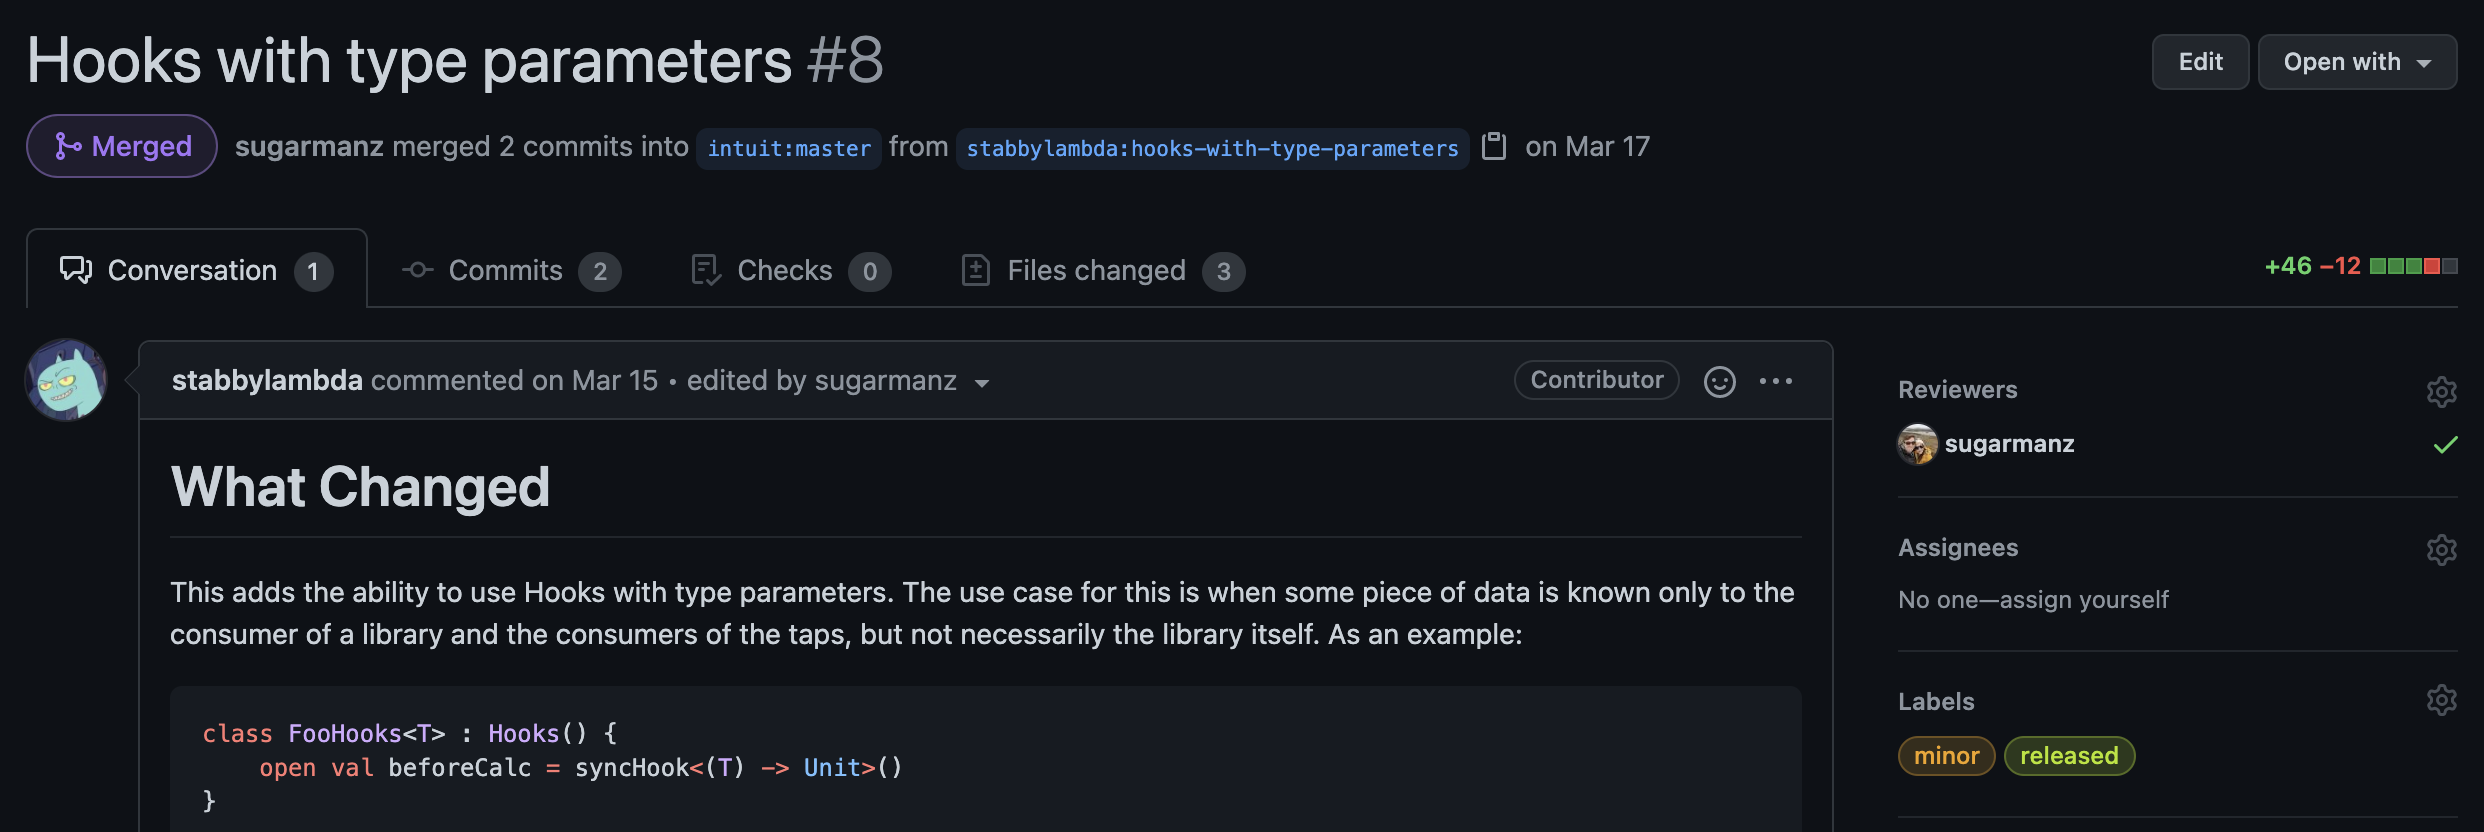 Hooks with type parameters #8
Edit
Open with
Merged
sugarmanz merged 2 commits into intuit:master from stabbylambda:hooks-with-type-parameters on Mar 17
Conversation 1
Commits 2
Checks 0
Files changed 3
+46 −12
stabbylambda commented on Mar 15 • edited by sugarmanz
Contributor
What Changed
This adds the ability to use Hooks with type parameters. The use case for this is when some piece of data is known only to the
consumer of a library and the consumers of the taps, but not necessarily the library itself. As an example:
class FooHooks<T> : Hooks() {
    open val beforeCalc = syncHook<(T) -> Unit>()
}
Reviewers
sugarmanz
Assignees
No one—assign yourself
Labels
minor
released